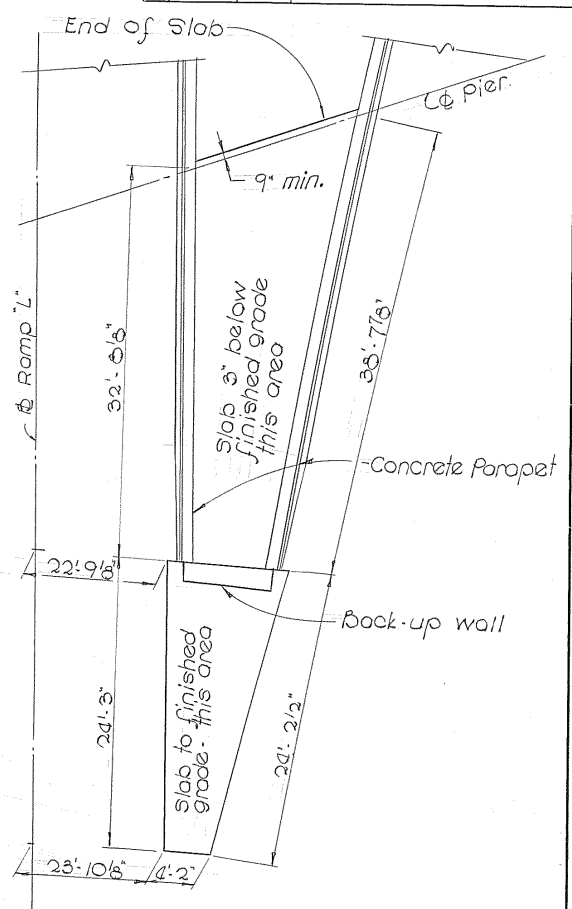 End of Slab
L ℄ Pier
9" min.
℄ Ramp "L"
32'-8⅛"
Slab 3" below
finished grade
this area
38'-7⅞"
Concrete Parapet
22'-9⅛"
Back-up wall
24'-3"
Slab to finished
grade - this area
24'-2½"
23'-10⅛"
4'-2"